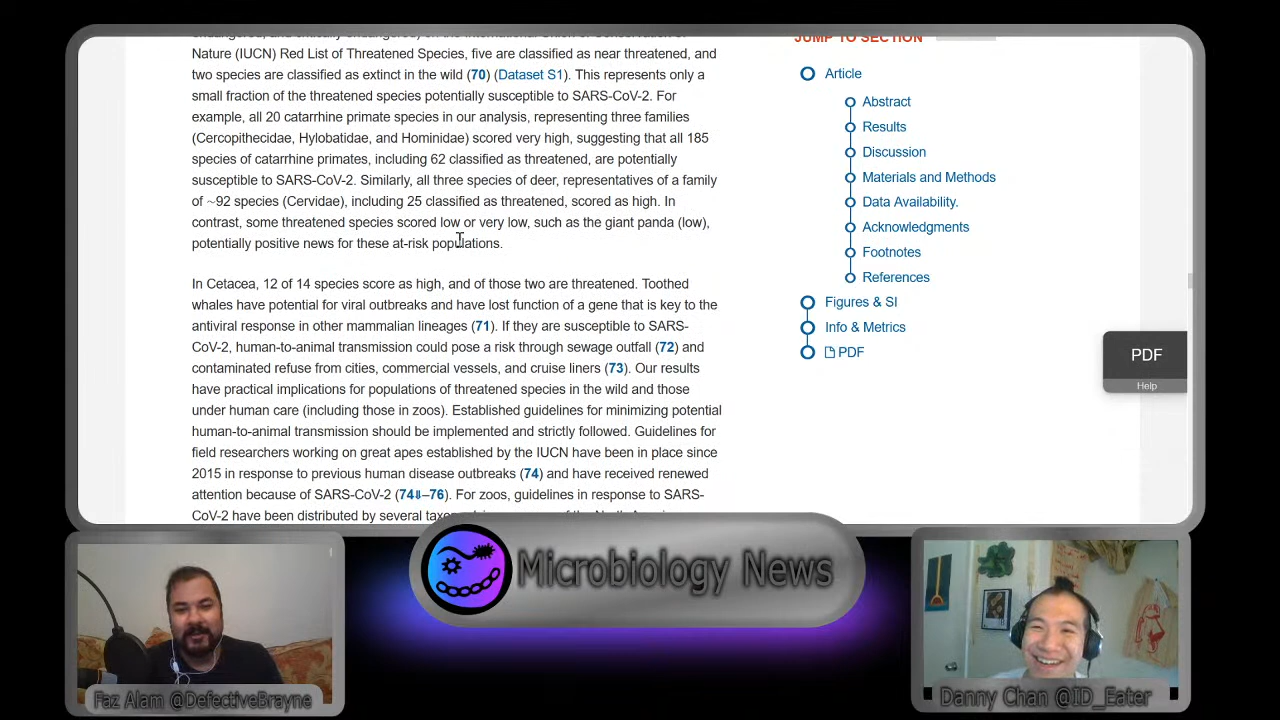 Nature (IUCN) Red List of Threatened Species, five are classified as near threatened, and
two species are classified as extinct in the wild (70) (Dataset S1). This represents only a
small fraction of the threatened species potentially susceptible to SARS-CoV-2. For
example, all 20 catarrhine primate species in our analysis, representing three families
(Cercopithecidae, Hylobatidae, and Hominidae) scored very high, suggesting that all 185
species of catarrhine primates, including 62 classified as threatened, are potentially
susceptible to SARS-CoV-2. Similarly, all three species of deer, representatives of a family
of ~92 species (Cervidae), including 25 classified as threatened, scored as high. In
contrast, some threatened species scored low or very low, such as the giant panda (low),
potentially positive news for these at-risk populations.
In Cetacea, 12 of 14 species score as high, and of those two are threatened. Toothed
whales have potential for viral outbreaks and have lost function of a gene that is key to the
antiviral response in other mammalian lineages (71). If they are susceptible to SARS-
CoV-2, human-to-animal transmission could pose a risk through sewage outfall (72) and
contaminated refuse from cities, commercial vessels, and cruise liners (73). Our results
have practical implications for populations of threatened species in the wild and those
under human care (including those in zoos). Established guidelines for minimizing potential
human-to-animal transmission should be implemented and strictly followed. Guidelines for
field researchers working on great apes established by the IUCN have been in place since
2015 in response to previous human disease outbreaks (74) and have received renewed
attention because of SARS-CoV-2 (74⇓–76). For zoos, guidelines in response to SARS-
CoV-2 have been distributed by several
JUMP TO SECTION
Article
Abstract
Results
Discussion
Materials and Methods
Data Availability.
Acknowledgments
Footnotes
References
Figures & SI
Info & Metrics
PDF
PDF
Help
Microbiology News
Faz Alam @DefectiveBrayne
Danny Chan @ID_Eater